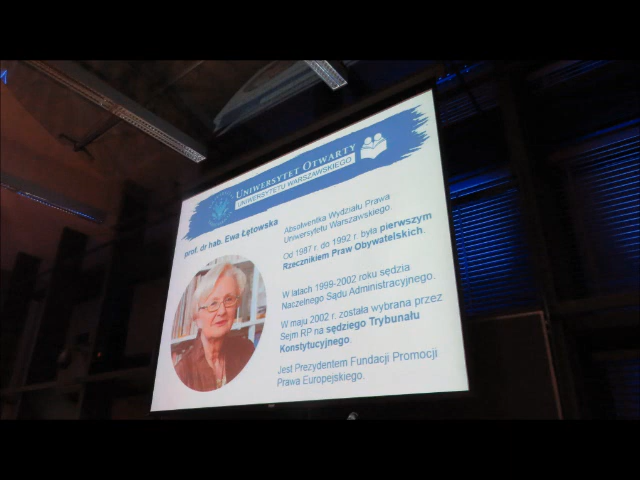 UNIWERSYTET OTWARTY
UNIWERSYTETU WARSZAWSKIEGO
prof. dr hab. Ewa Łętowska
Absolwentka Wydziału Prawa
Uniwersytetu Warszawskiego
Od 1987 r. do 1992 r była pierwszym
Rzecznikiem Praw Obywatelskich.
W latach 1999-2002 roku sędzia
Naczelnego Sądu Administracyjnego.
W maju 2002 r. została wybrana przez
Sejm RP na sędziego Trybunału
Konstytucyjnego.
Jest Prezydentem Fundacji Promocji
Prawa Europejskiego.